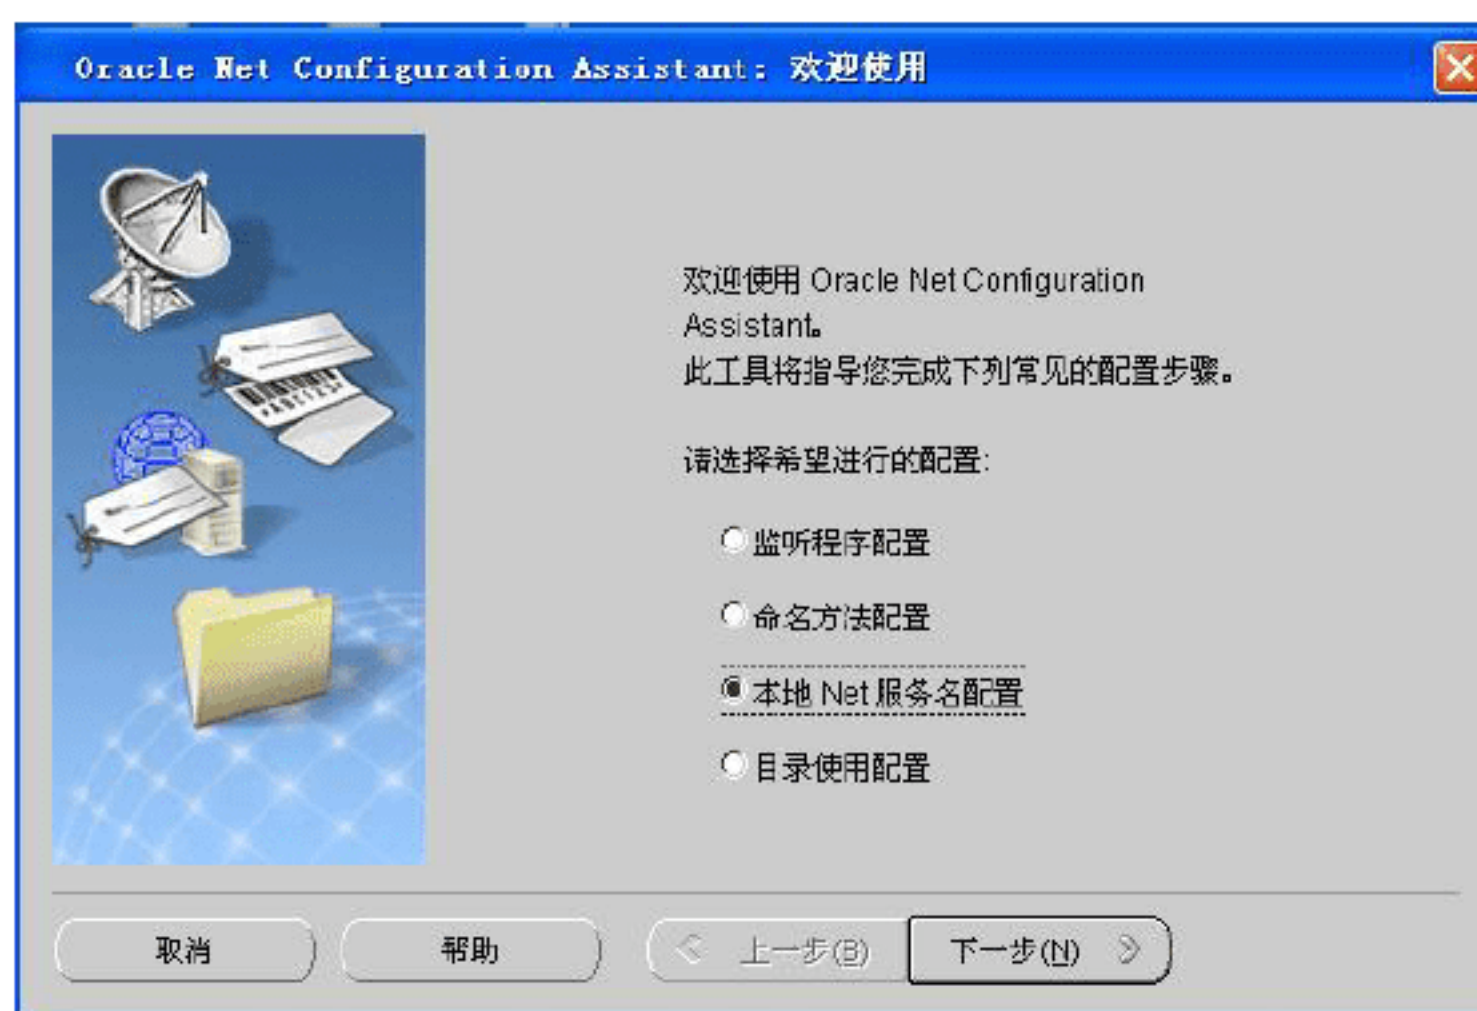 Oracle Net Configuration Assistant: 欢迎使用
欢迎使用 Oracle Net Configuration
Assistant。
此工具将指导您完成下列常见的配置步骤。
请选择希望进行的配置:
监听程序配置
命名方法配置
本地 Net 服务名配置
目录使用配置
取消
帮助
上一步(B)
下一步(N)